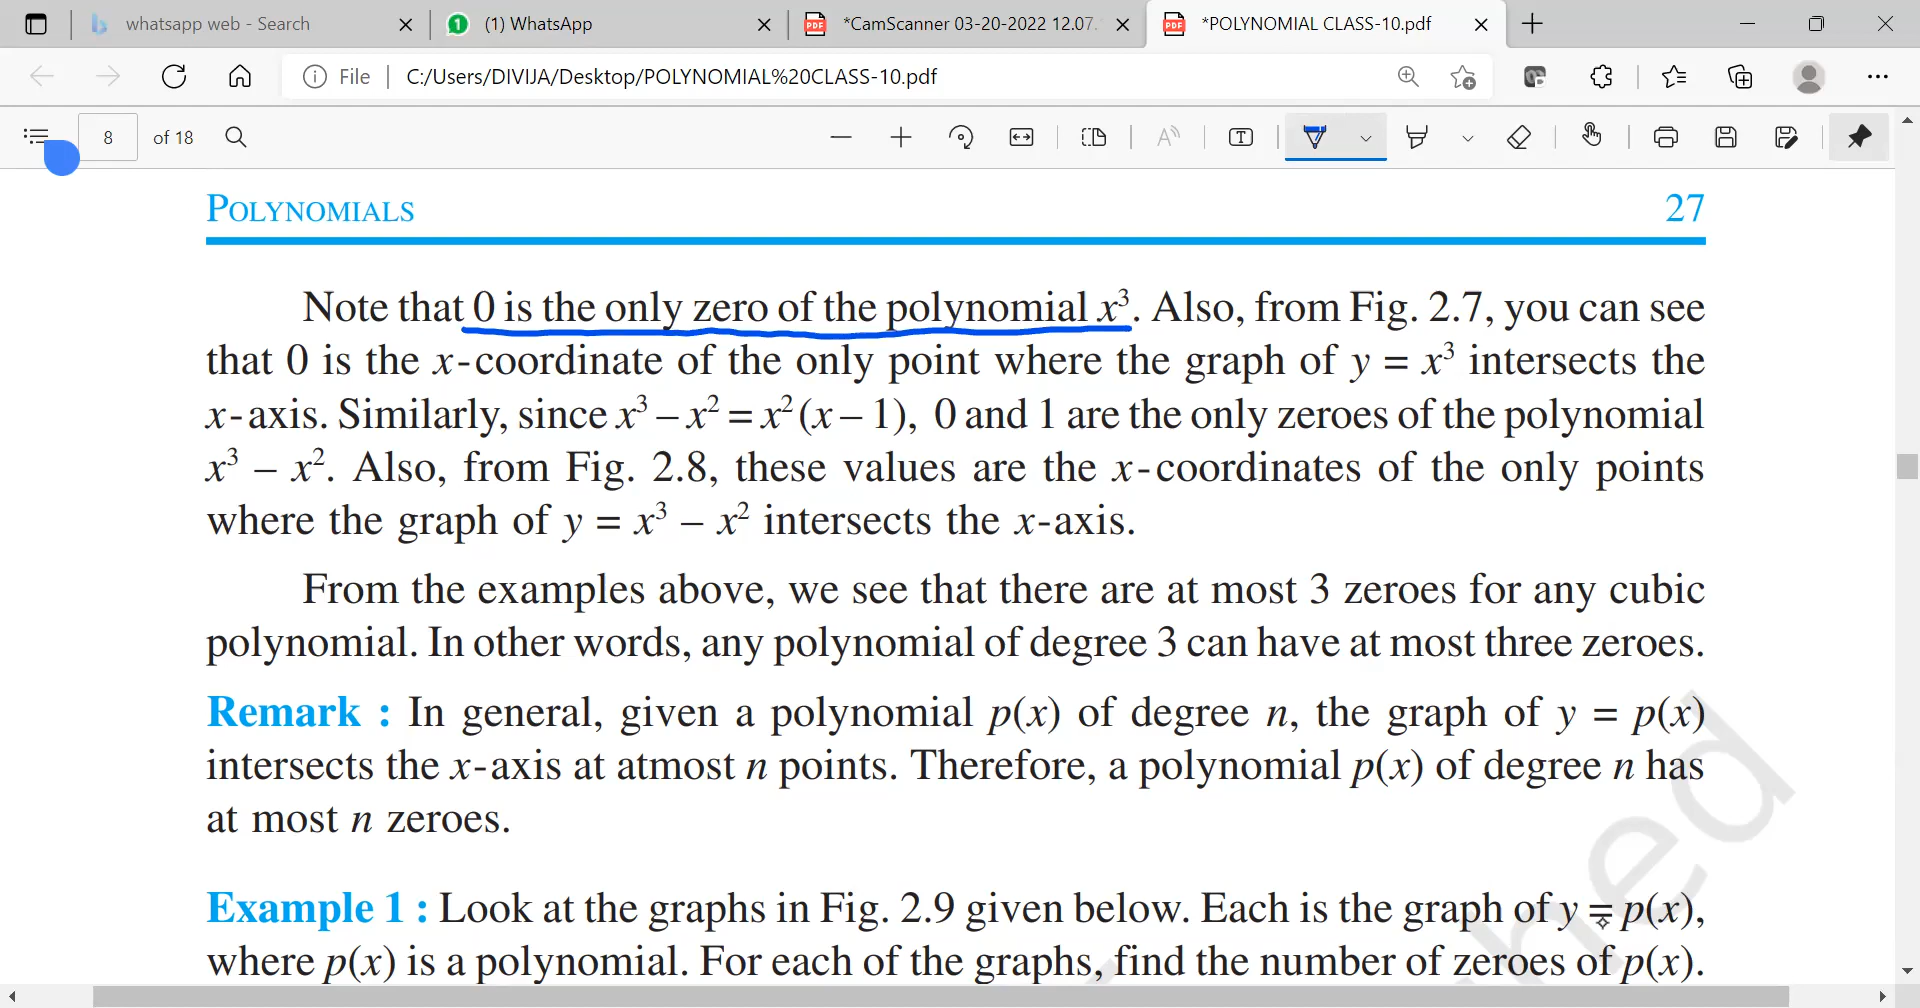 whatsapp web - Search
(1) WhatsApp
*CamScanner 03-20-2022 12.07.
*POLYNOMIAL CLASS-10.pdf
File
C:/Users/DIVIJA/Desktop/POLYNOMIAL%20CLASS-10.pdf
8 of 18
POLYNOMIALS 27
Note that 0 is the only zero of the polynomial x³. Also, from Fig. 2.7, you can see
that 0 is the x-coordinate of the only point where the graph of y = x³ intersects the
x-axis. Similarly, since x³ – x² = x² (x – 1), 0 and 1 are the only zeroes of the polynomial
x³ – x². Also, from Fig. 2.8, these values are the x-coordinates of the only points
where the graph of y = x³ – x² intersects the x-axis.
From the examples above, we see that there are at most 3 zeroes for any cubic
polynomial. In other words, any polynomial of degree 3 can have at most three zeroes.
Remark : In general, given a polynomial p(x) of degree n, the graph of y = p(x)
intersects the x-axis at atmost n points. Therefore, a polynomial p(x) of degree n has
at most n zeroes.
Example 1 : Look at the graphs in Fig. 2.9 given below. Each is the graph of y = p(x),
where p(x) is a polynomial. For each of the graphs, find the number of zeroes of p(x).